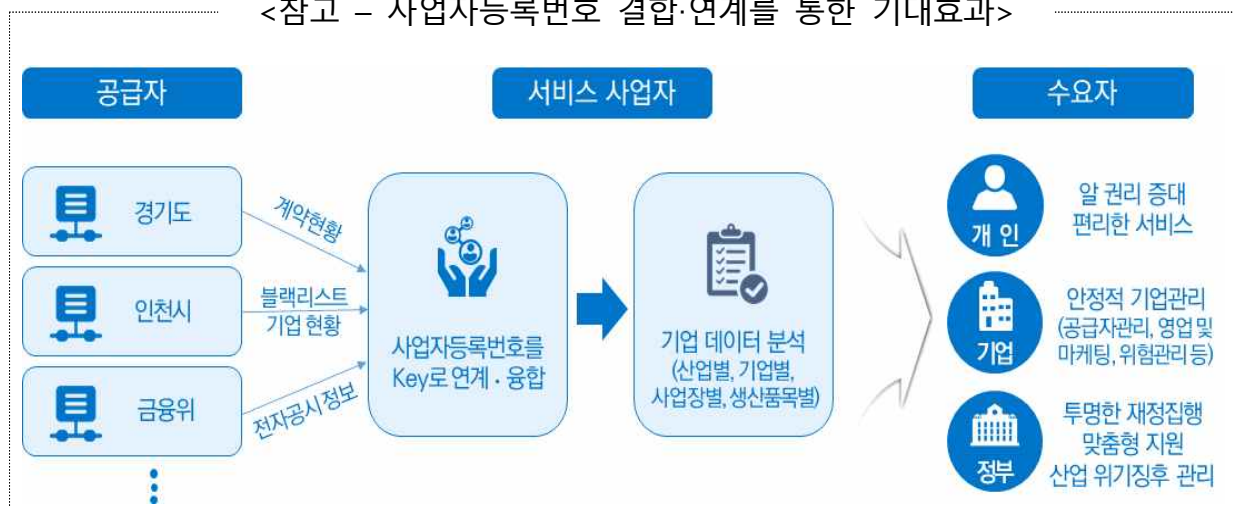 <참고 – 사업자등록번호 결합·연계를 통한 기대효과>
공급자
경기도
인천시
금융위
계약현황
블랙리스트
기업 현황
전자공시 정보
서비스 사업자
사업자등록번호를
Key로 연계·융합
기업 데이터 분석
(산업별, 기업별,
사업장별, 생산품목별)
수요자
개 인
알 권리 증대
편리한 서비스
기업
안정적 기업관리
(공급자관리, 영업 및
마케팅, 위험관리 등)
정부
투명한 재정집행
맞춤형 지원
산업 위기징후 관리